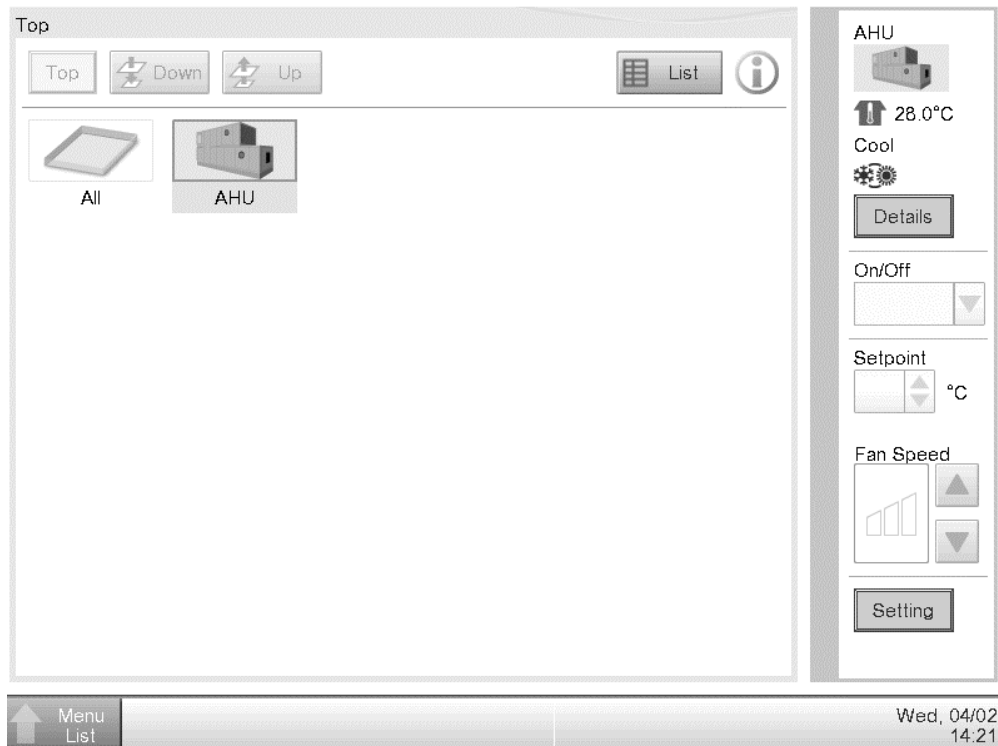 Top
Top
Down
Up
List
All
AHU
AHU
28.0°C
Cool
Details
On/Off
Setpoint
°C
Fan Speed
Setting
Menu
List
Wed, 04/02
14:21